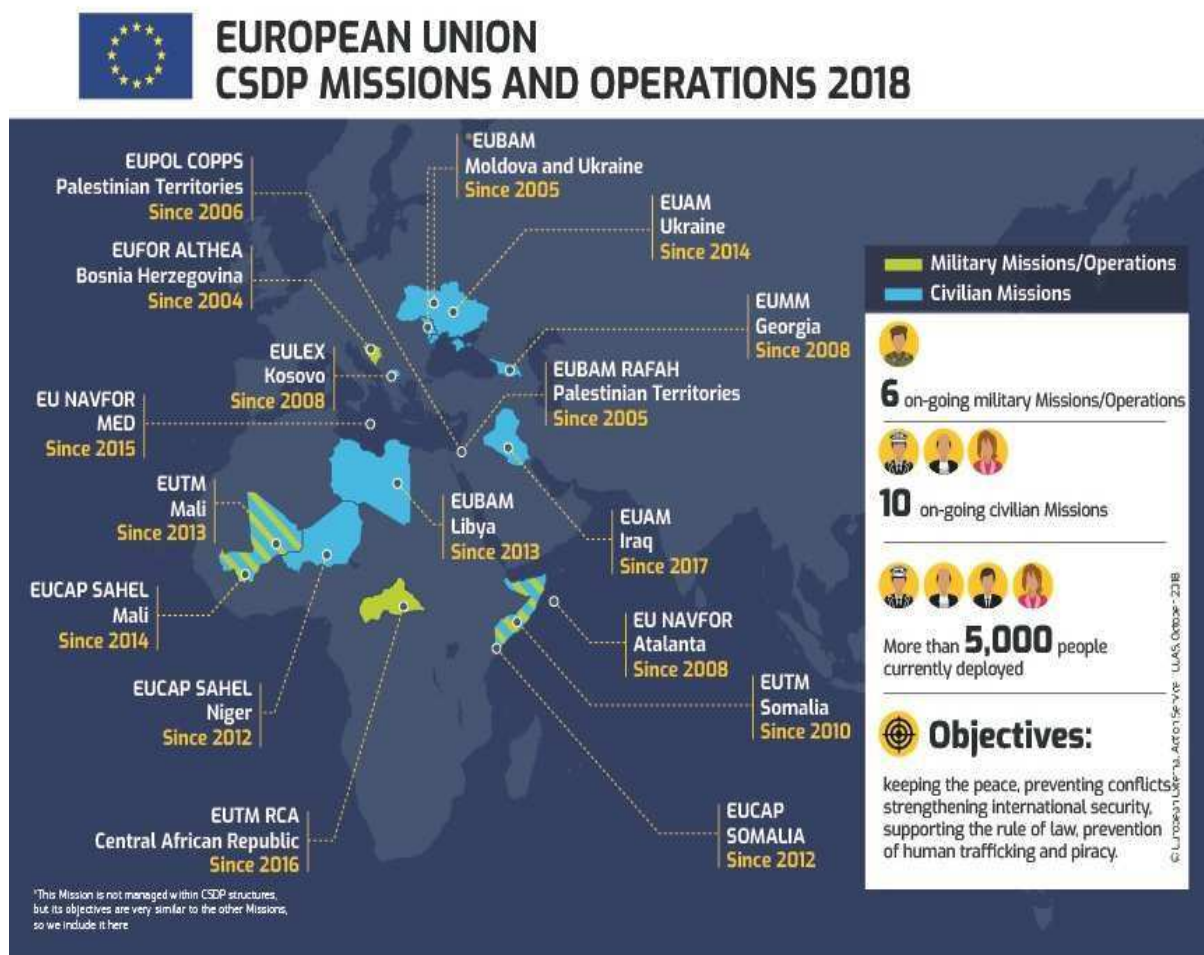 EUROPEAN UNION
CSDP MISSIONS AND OPERATIONS 2018
EUPOL COPPS
Palestinian Territories
Since 2006
*EUBAM
Moldova and Ukraine
Since 2005
EUAM
Ukraine
Since 2014
EUFOR ALTHEA
Bosnia Herzegovina
Since 2004
EUMM
Georgia
Since 2008
EULEX
Kosovo
Since 2008
EUBAM RAFAH
Palestinian Territories
Since 2005
EU NAVFOR
MED
Since 2015
EUTM
Mali
Since 2013
EUBAM
Libya
Since 2013
EUAM
Iraq
Since 2017
EUCAP SAHEL
Mali
Since 2014
EU NAVFOR
Atalanta
Since 2008
EUCAP SAHEL
Niger
Since 2012
EUTM
Somalia
Since 2010
EUTM RCA
Central African Republic
Since 2016
EUCAP
SOMALIA
Since 2012
*This Mission is not managed within CSDP structures,
but its objectives are very similar to the other Missions,
so we include it here
Military Missions/Operations
Civilian Missions
6 on-going military Missions/Operations
10 on-going civilian Missions
More than 5,000 people
currently deployed
Objectives:
keeping the peace, preventing conflicts
strengthening international security,
supporting the rule of law, prevention
of human trafficking and piracy.
© European External Action Service 2018